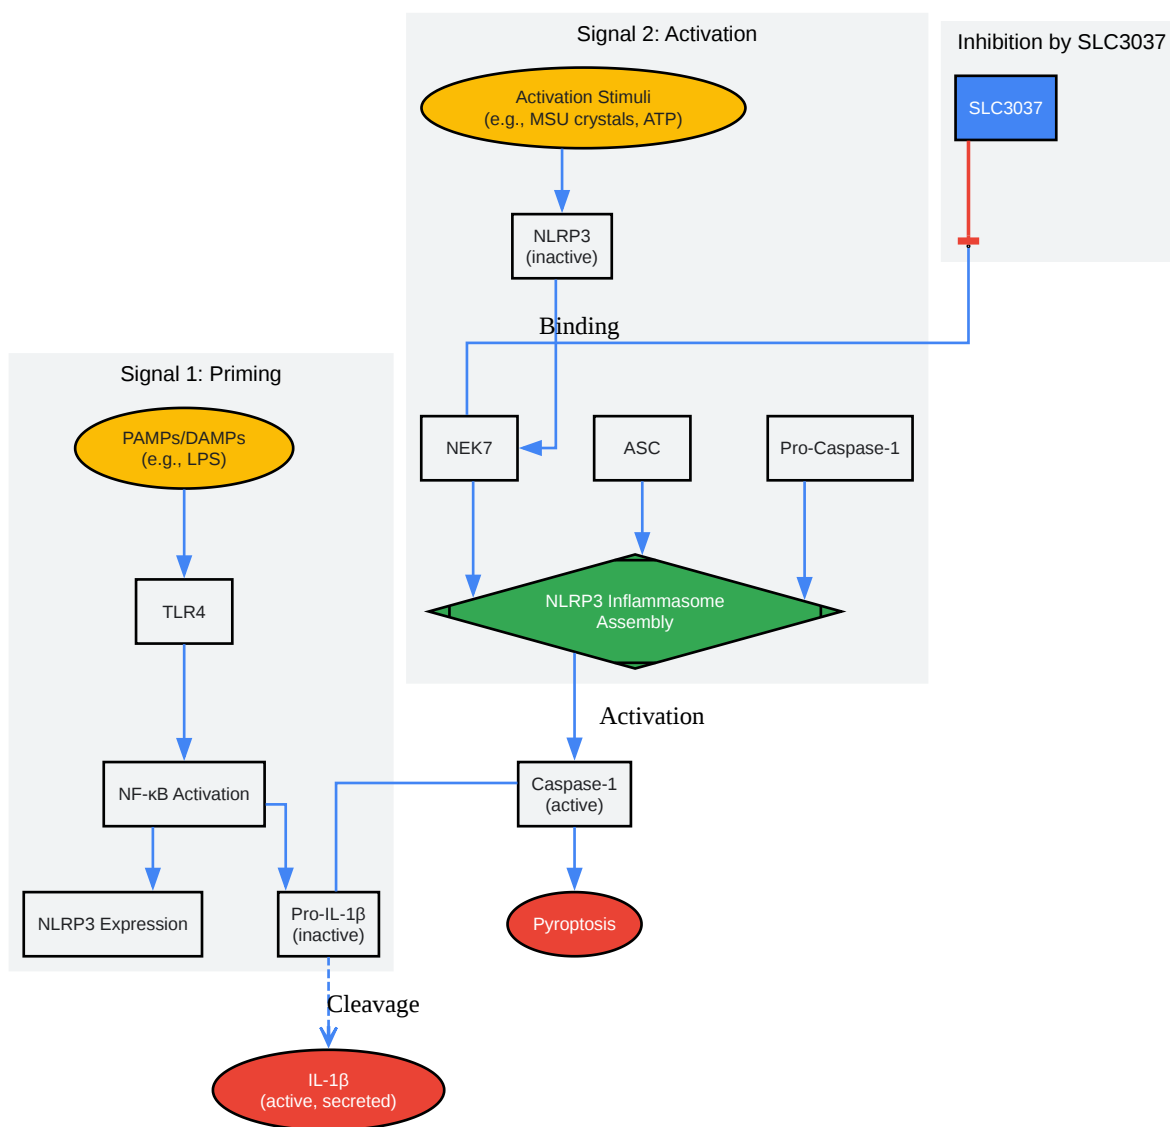 Signal 2: Activation
Inhibition by SLC3037
Activation Stimuli
(e.g., MSU crystals, ATP)
SLC3037
NLRP3
(inactive)
Binding
Signal 1: Priming
PAMPs/DAMPs
(e.g., LPS)
NEK7
ASC
Pro-Caspase-1
TLR4
NLRP3 Inflammasome
Assembly
Activation
NF-κB Activation
Caspase-1
(active)
NLRP3 Expression
Pro-IL-1β
(inactive)
Pyroptosis
Cleavage
IL-1β
(active, secreted)